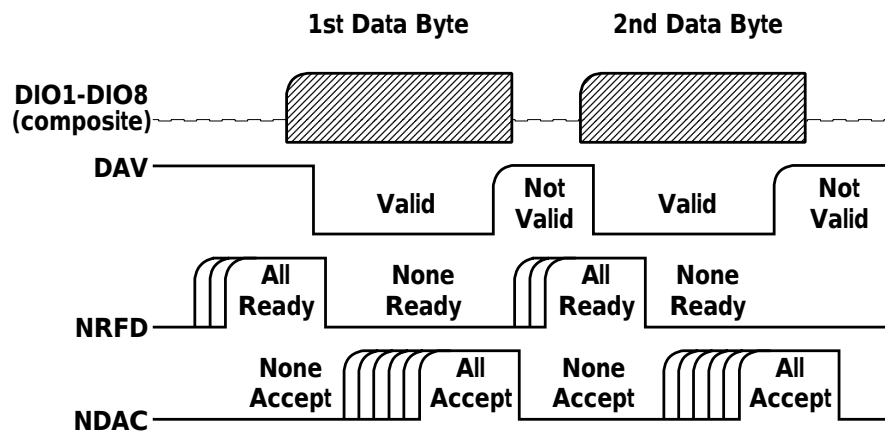 1st Data Byte
2nd Data Byte
DIO1-DIO8
(composite)
DAV
Valid
Not
Valid
Valid
Not
Valid
NRFD
All
Ready
None
Ready
All
Ready
None
Ready
NDAC
None
Accept
All
Accept
None
Accept
All
Accept